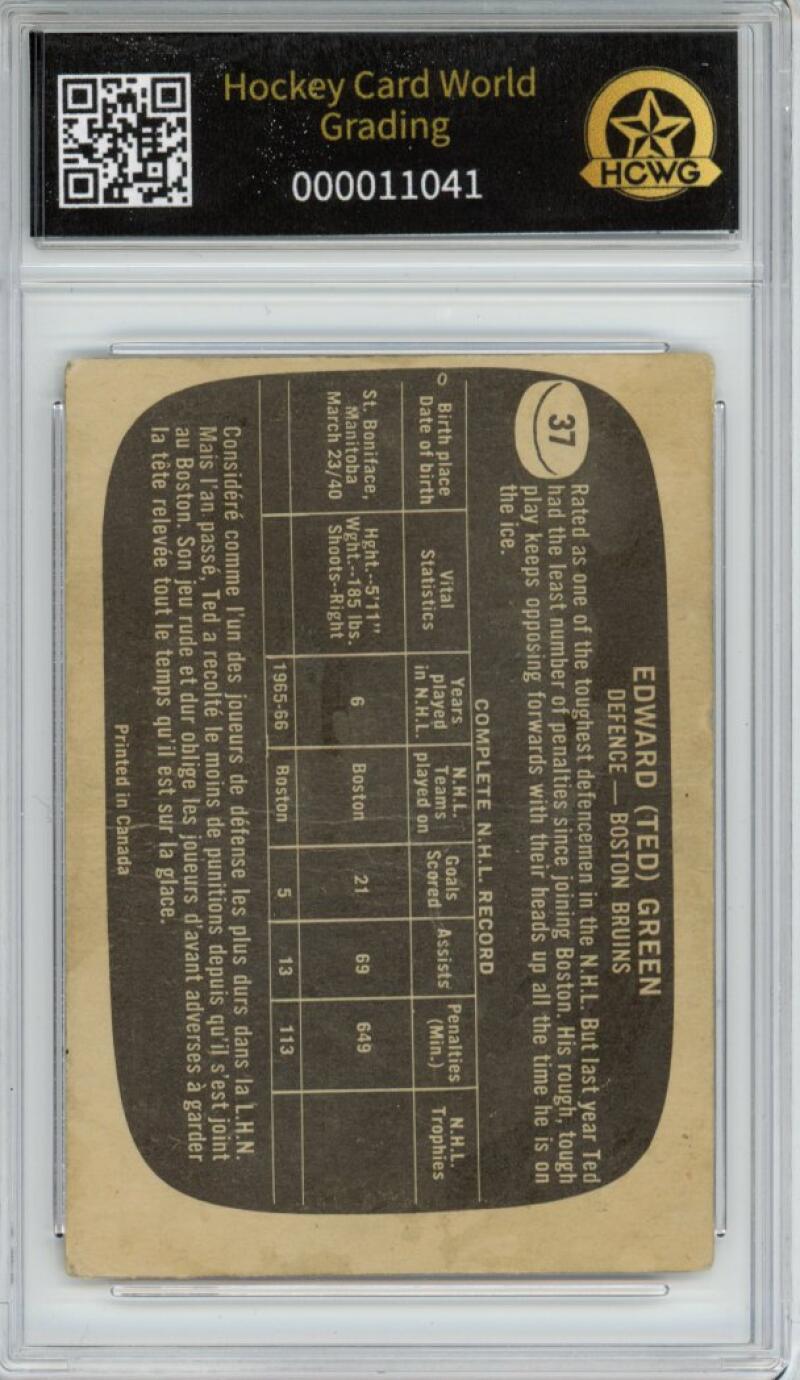 Hockey Card World
Grading
000011041
HCWG
37
EDWARD (TED) GREEN
DEFENCE — BOSTON BRUINS
Rated as one of the toughest defencemen in the N.H.L. But last year Ted
had the least number of penalties since joining Boston. His rough, tough
play keeps opposing forwards with their heads up all the time he is on
the ice.
COMPLETE N.H.L. RECORD
Birth place
Date of birth
Vital
Statistics
Years
played
in N.H.L.
N.H.L.
Teams
played on
Goals
Scored
Assists
Penalties
(Min.)
N.H.L.
Trophies
St. Boniface,
Manitoba
March 23/40
Hght.--5'11"
Wght.--185 lbs.
Shoots--Right
6
Boston
21
69
649
1965-66
Boston
5
13
113
Considéré comme l'un des joueurs de défense les plus durs dans la L.H.N.
Mais l'an passé, Ted a recolté le moins de punitions depuis qu'il s'est joint
au Boston. Son jeu rude et dur oblige les joueurs d'avant adverses à garder
la tête relevée tout le temps qu'il est sur la glace.
Printed in Canada